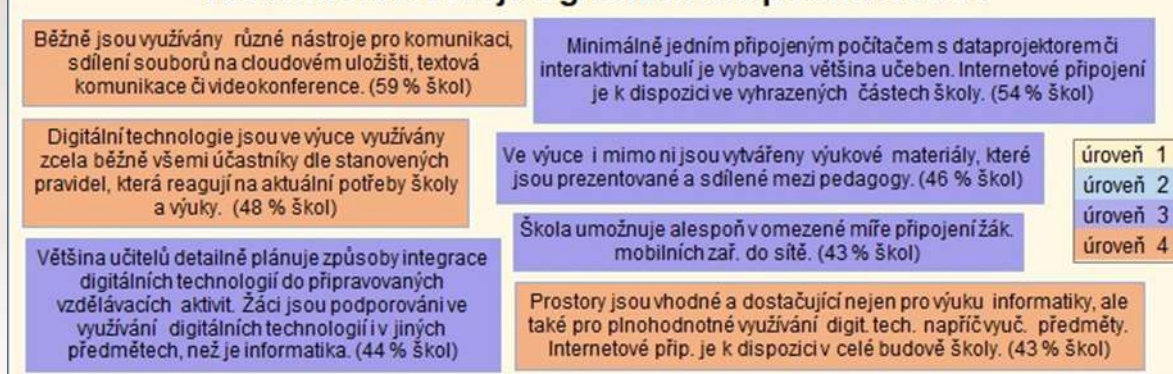 Běžně jsou využívány různé nástroje pro komunikaci,
sdílení souborů na cloudovém uložišti, textová
komunikace či videokonference. (59 % škol)
Minimálně jedním připojeným počítačem s dataprojektorem či
interaktivní tabulí je vybavena většina učeben. Internetové připojení
je k dispozici ve vyhrazených částech školy. (54 % škol)
Digitální technologie jsou ve výuce využívány
zcela běžně všemi účastníky dle stanovených
pravidel, která reagují na aktuální potřeby školy
a výuky. (48 % škol)
Ve výuce i mimo ni jsou vytvářeny výukové materiály, které
jsou prezentované a sdílené mezi pedagogy. (46 % škol)
Škola umožnuje alespoň v omezené míře připojení žák.
mobilních zař. do sítě. (43 % škol)
Většina učitelů detailně plánuje způsoby integrace
digitálních technologií do připravovaných
vzdělávacích aktivit. Žáci jsou podporováni ve
využívání digitálních technologií i v jiných
předmětech, než je informatika. (44 % škol)
Prostory jsou vhodné a dostačující nejen pro výuku informatiky, ale
také pro plnohodnotné využívání digit. tech. napříč vyuč. předměty.
Internetové přip. je k dispozici v celé budově školy. (43 % škol)
úroveň 1
úroveň 2
úroveň 3
úroveň 4